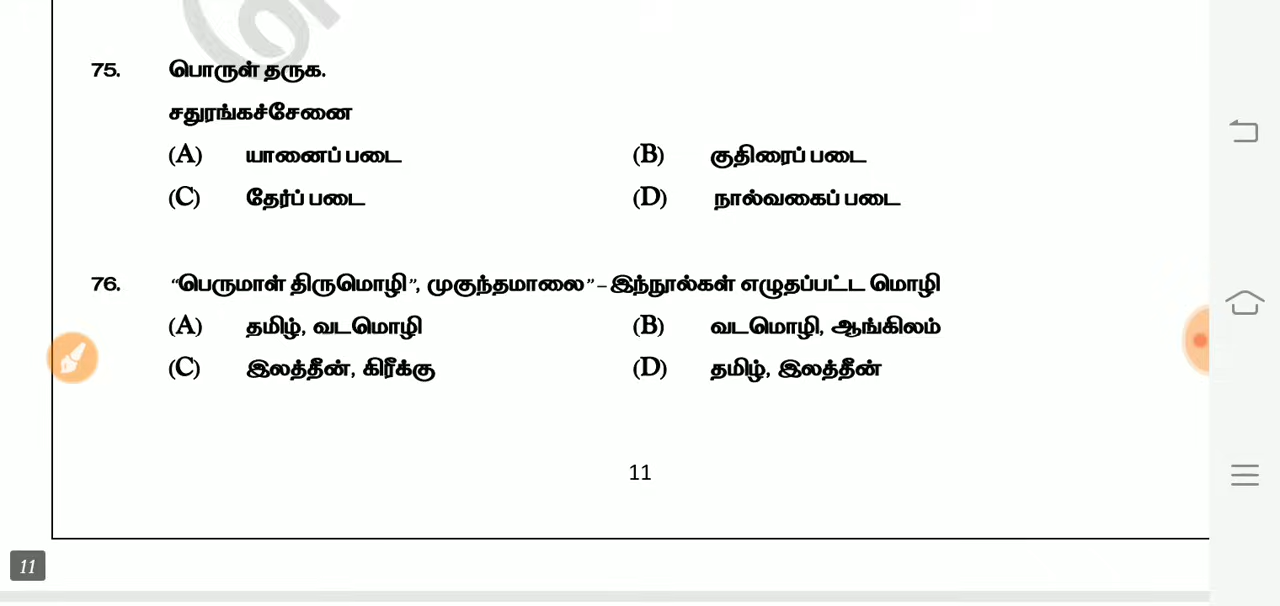 75. பொருள் தருக.
சதுரங்கச்சேனை
(A) யானைப் படை (B) குதிரைப் படை
(C) தேர்ப் படை (D) நால்வகைப் படை
76. “பெருமாள் திருமொழி”, முகுந்தமாலை” – இந்நூல்கள் எழுதப்பட்ட மொழி
(A) தமிழ், வடமொழி (B) வடமொழி, ஆங்கிலம்
(C) இலத்தீன், கிரீக்கு (D) தமிழ், இலத்தீன்
11
11